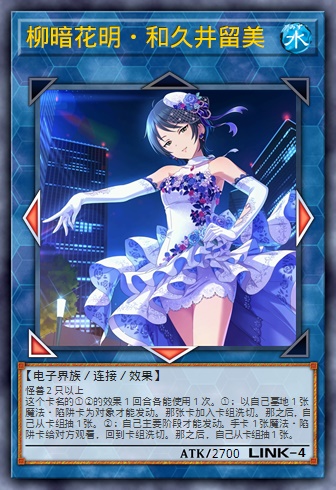 柳暗花明・和久井留美
水
【电子界族／连接／效果】
怪兽２只以上
这个卡名的①②的效果１回合各能使用１次。①：以自己墓地１张
魔法・陷阱卡为对象才能发动。那张卡加入卡组洗切。那之后，自
己从卡组抽１张。②：自己主要阶段才能发动。手卡１张魔法・陷
阱卡给对方观看，回到卡组洗切。那之后，自己从卡组抽１张。
ATK/2700 LINK-4